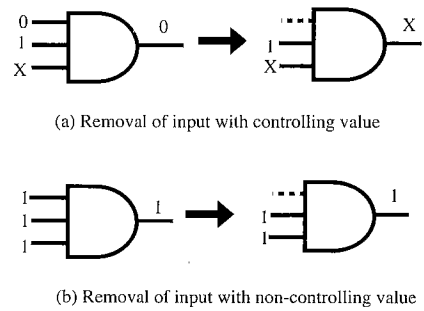 0 0 X
1 1
X X
(a) Removal of input with controlling value
1 1 1
1 1
1 1
(b) Removal of input with non-controlling value